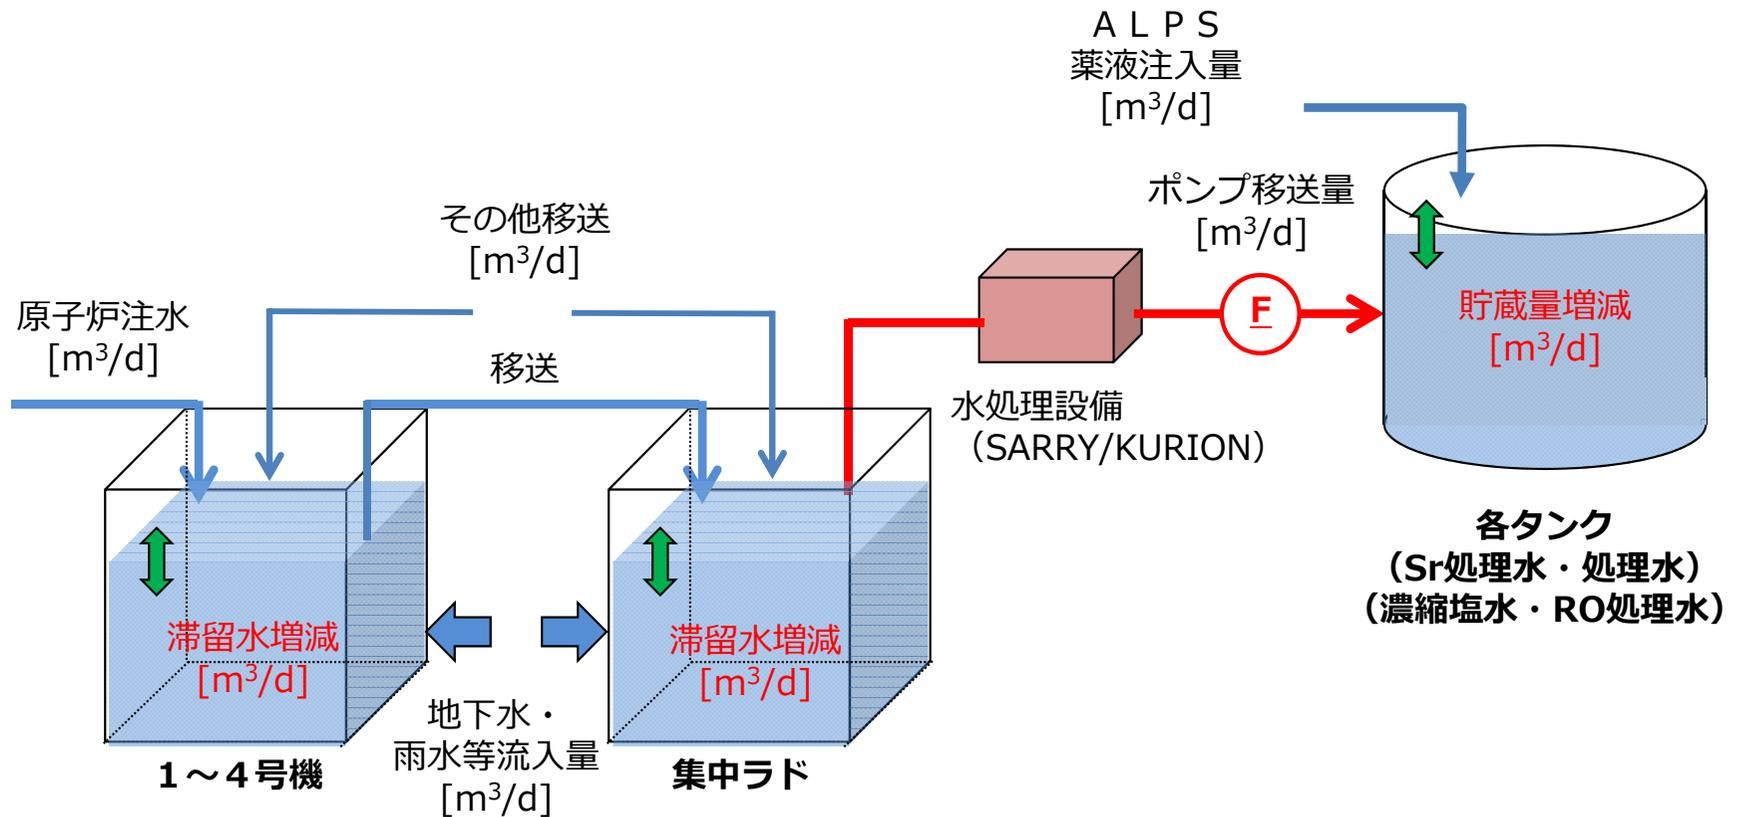 ＡＬＰＳ
薬液注入量
[m³/d]
ポンプ移送量
[m³/d]
その他移送
[m³/d]
原子炉注水
[m³/d]
移送
F
貯蔵量増減
[m³/d]
水処理設備
（SARRY/KURION）
各タンク
（Sr処理水・処理水）
（濃縮塩水・RO処理水）
滞留水増減
[m³/d]
滞留水増減
[m³/d]
地下水・
雨水等流入量
[m³/d]
１～４号機
集中ラド